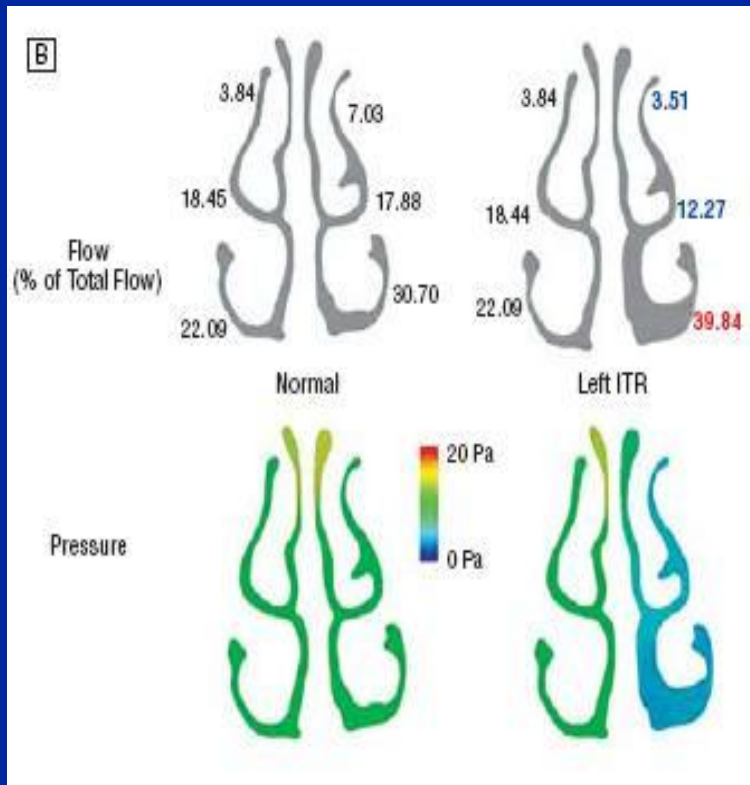 B
3.84
7.03
18.45
17.88
Flow
(% of Total Flow)
30.70
22.09
3.84
3.51
18.44
12.27
22.09
39.84
Normal
Left ITR
Pressure
20 Pa
0 Pa